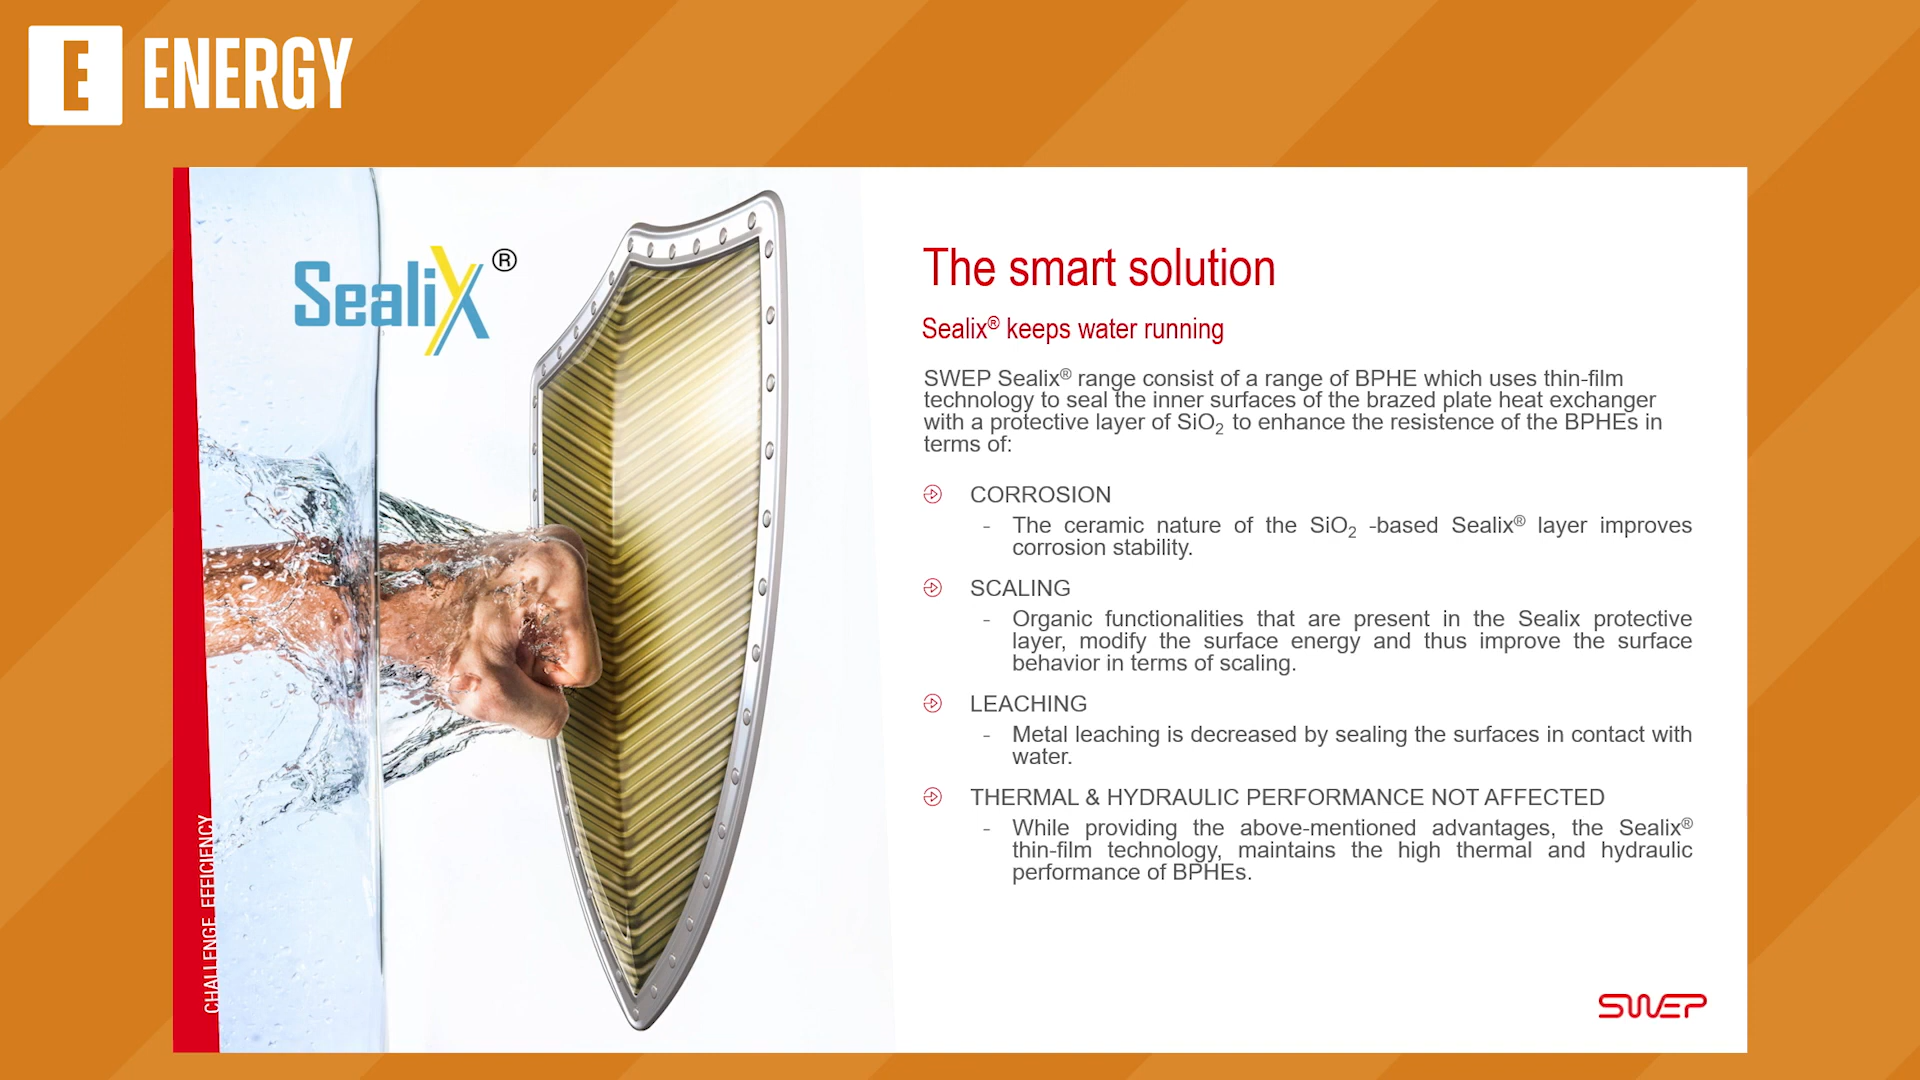 E ENERGY
Sealix®
The smart solution
Sealix® keeps water running
SWEP Sealix® range consist of a range of BPHE which uses thin-film
technology to seal the inner surfaces of the brazed plate heat exchanger
with a protective layer of SiO₂ to enhance the resistence of the BPHEs in
terms of:
CORROSION
- The ceramic nature of the SiO₂ -based Sealix® layer improves
corrosion stability.
SCALING
- Organic functionalities that are present in the Sealix protective
layer, modify the surface energy and thus improve the surface
behavior in terms of scaling.
LEACHING
- Metal leaching is decreased by sealing the surfaces in contact with
water.
THERMAL & HYDRAULIC PERFORMANCE NOT AFFECTED
- While providing the above-mentioned advantages, the Sealix®
thin-film technology, maintains the high thermal and hydraulic
performance of BPHEs.
CHALLENGE EFFICIENCY
SWEP